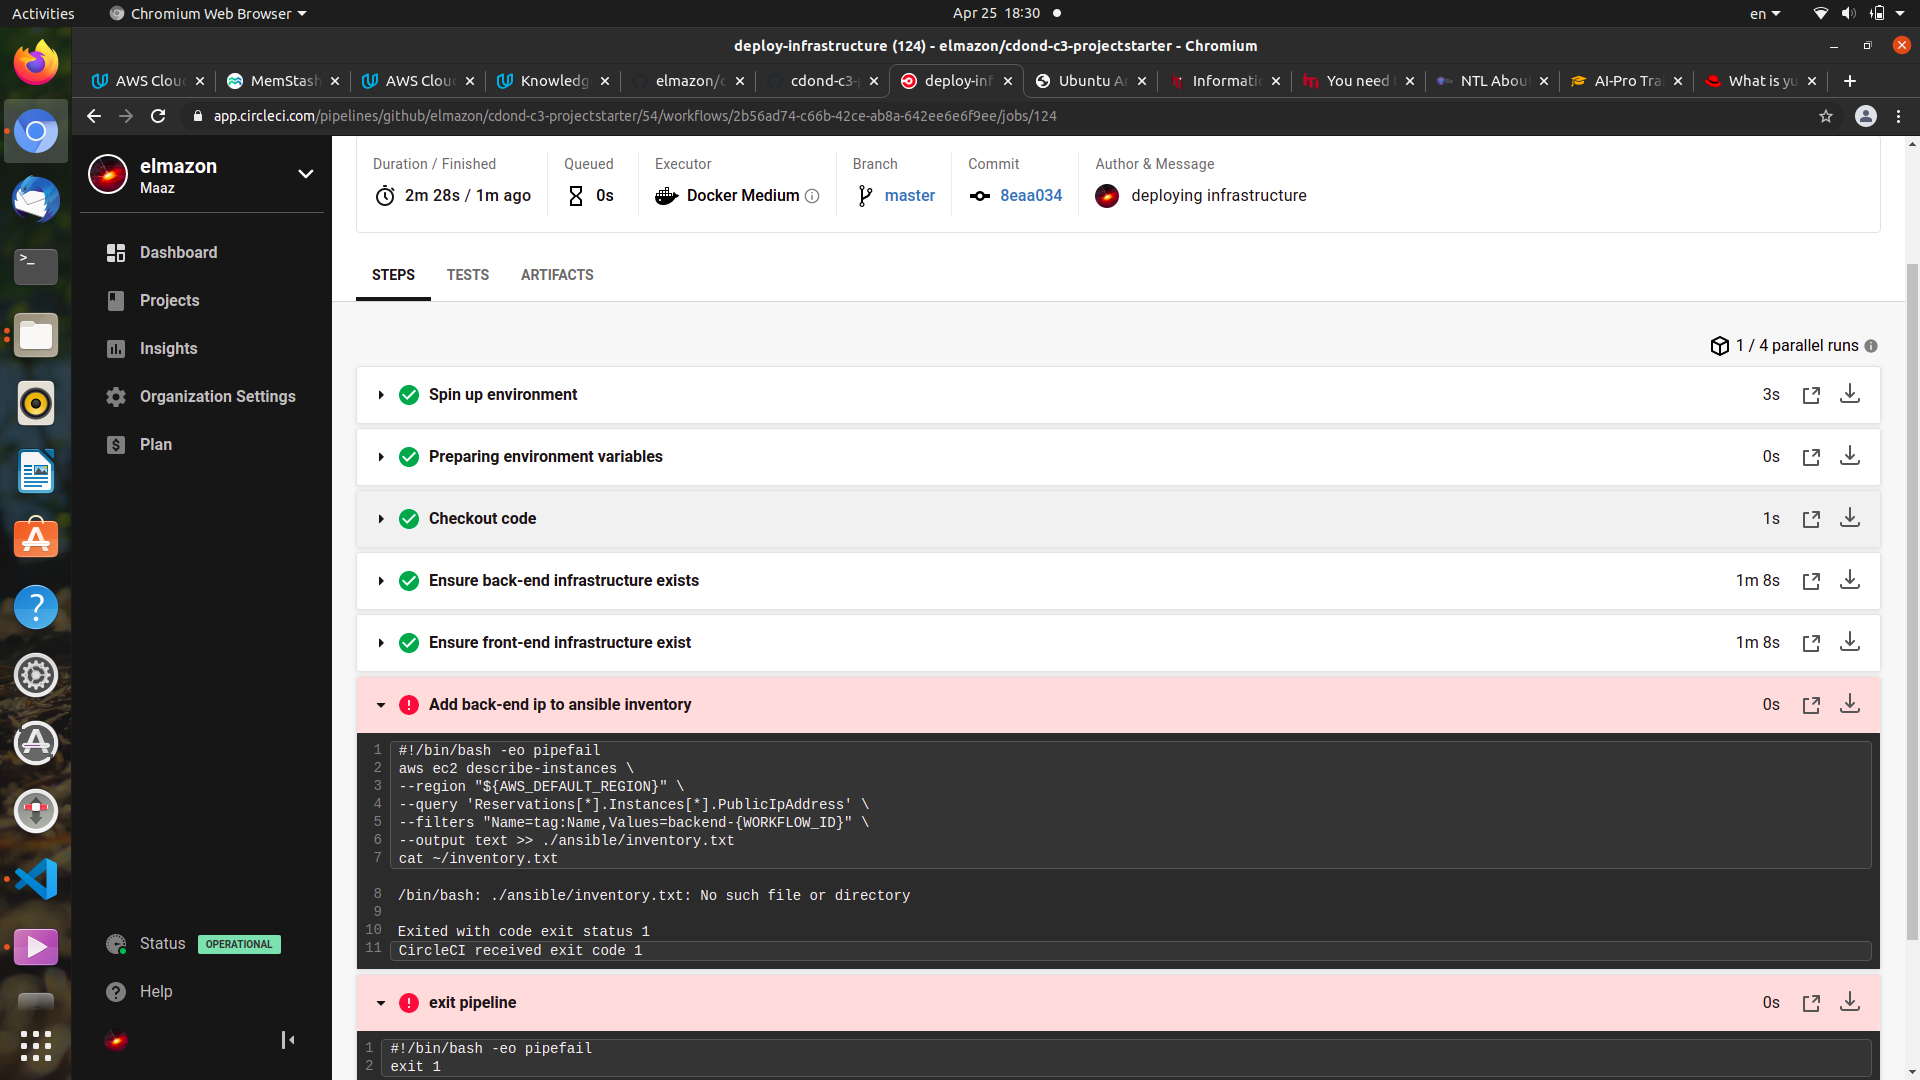 Activities
Chromium Web Browser
Apr 25 18:30
en
deploy-infrastructure (124) - elmazon/cdond-c3-projectstarter - Chromium
AWS Clou
MemStash
AWS Clou
Knowledg
elmazon/c
cdond-c3-p
deploy-inf
Ubuntu A
Informati
You need
NTL Abou
AI-Pro Tra
What is yu
app.circleci.com/pipelines/github/elmazon/cdond-c3-projectstarter/54/workflows/2b56ad74-c66b-42ce-ab8a-642ee6e6f9ee/jobs/124
elmazon
Maaz
Dashboard
Projects
Insights
Organization Settings
Plan
Status OPERATIONAL
Help
Duration / Finished
2m 28s / 1m ago
Queued
0s
Executor
Docker Medium
Branch
master
Commit
8eaa034
Author & Message
deploying infrastructure
STEPS
TESTS
ARTIFACTS
1 / 4 parallel runs
Spin up environment 3s
Preparing environment variables 0s
Checkout code 1s
Ensure back-end infrastructure exists 1m 8s
Ensure front-end infrastructure exist 1m 8s
Add back-end ip to ansible inventory 0s
1 #!/bin/bash -eo pipefail
2 aws ec2 describe-instances \
3 --region "${AWS_DEFAULT_REGION}" \
4 --query 'Reservations[*].Instances[*].PublicIpAddress' \
5 --filters "Name=tag:Name,Values=backend-{WORKFLOW_ID}" \
6 --output text >> ./ansible/inventory.txt
7 cat ~/inventory.txt
8 /bin/bash: ./ansible/inventory.txt: No such file or directory
9
10 Exited with code exit status 1
11 CircleCI received exit code 1
exit pipeline 0s
1 #!/bin/bash -eo pipefail
2 exit 1